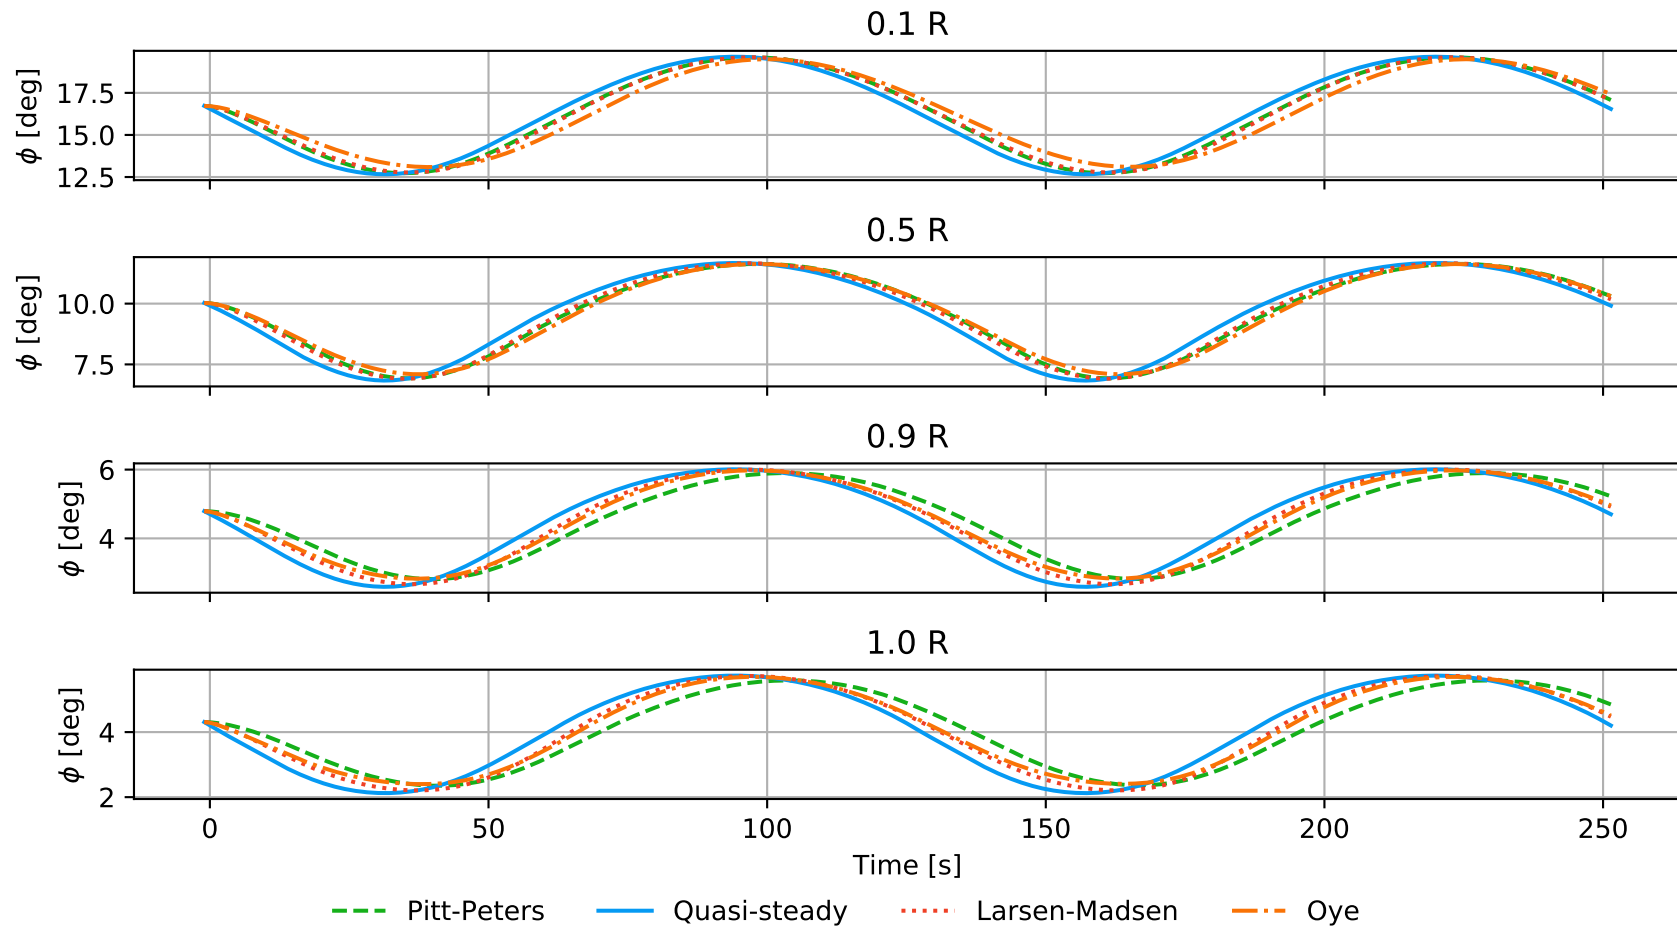 0.1 R
ϕ [deg]
17.5
15.0
12.5
0.5 R
ϕ [deg]
10.0
7.5
0.9 R
ϕ [deg]
6
4
1.0 R
ϕ [deg]
4
2
0 50 100 150 200 250
Time [s]
Pitt-Peters Quasi-steady Larsen-Madsen Oye